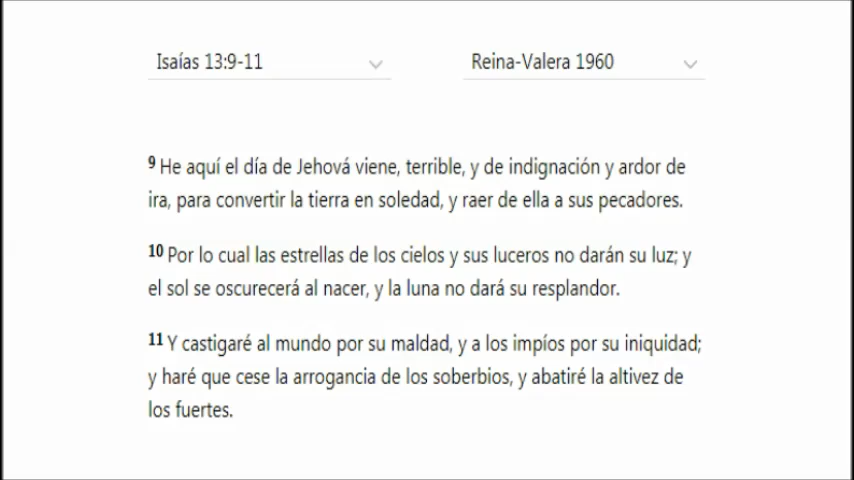 Isaías 13:9-11
Reina-Valera 1960
9 He aquí el día de Jehová viene, terrible, y de indignación y ardor de
ira, para convertir la tierra en soledad, y raer de ella a sus pecadores.
10 Por lo cual las estrellas de los cielos y sus luceros no darán su luz; y
el sol se oscurecerá al nacer, y la luna no dará su resplandor.
11 Y castigaré al mundo por su maldad, y a los impíos por su iniquidad;
y haré que cese la arrogancia de los soberbios, y abatiré la altivez de
los fuertes.